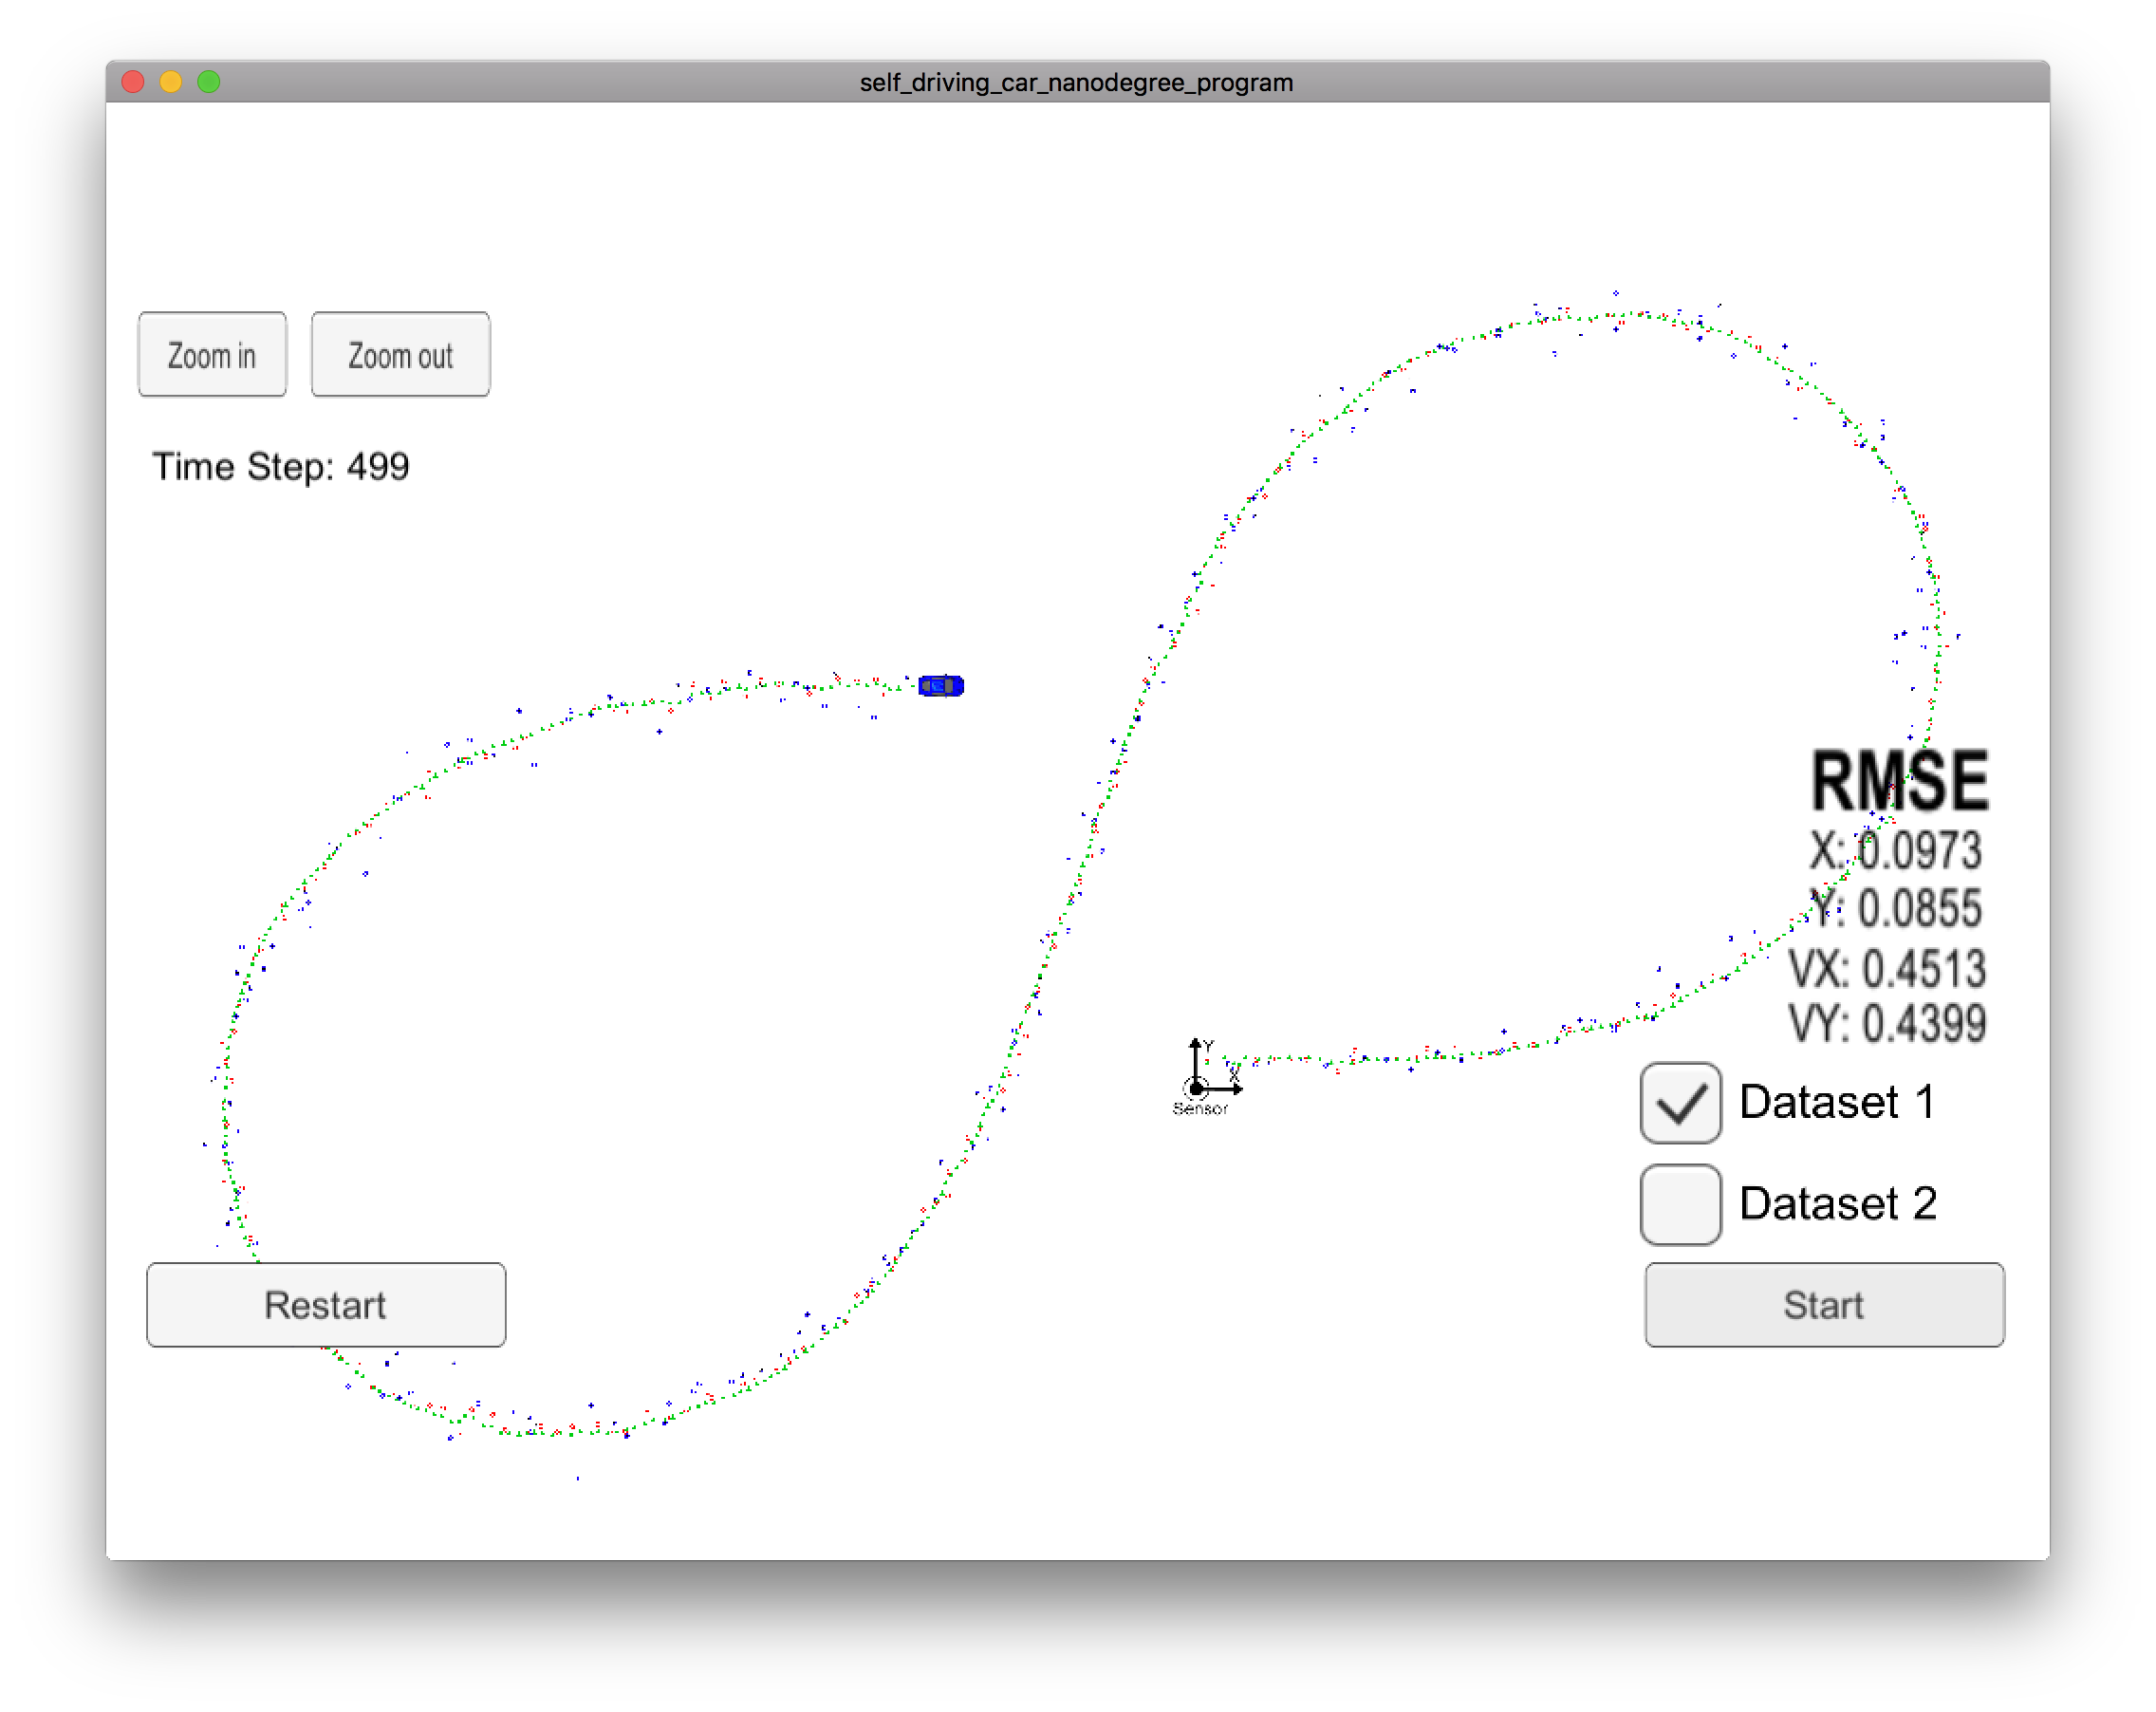 self_driving_car_nanodegree_program
Zoom in
Zoom out
Time Step: 499
RMSE
X: 0.0973
Y: 0.0855
VX: 0.4513
VY: 0.4399
Y
X
Sensor
Dataset 1
Dataset 2
Restart
Start